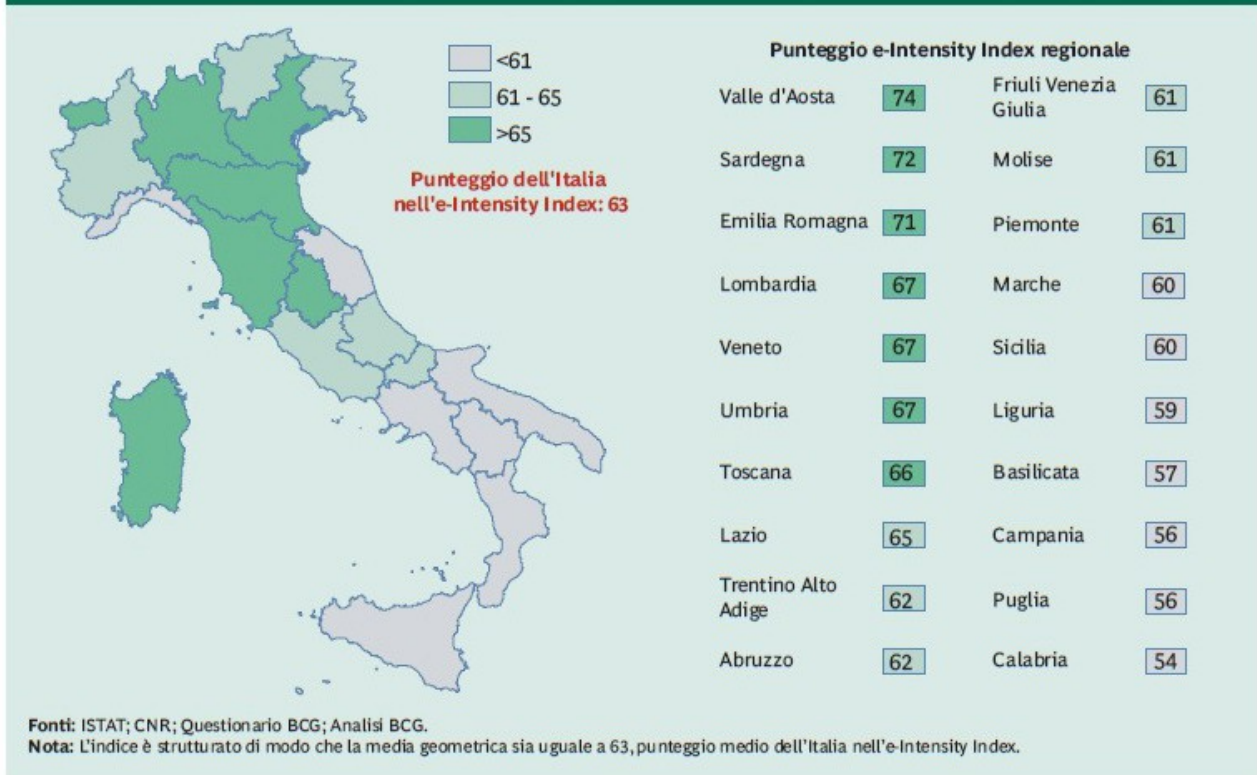 <61
61 - 65
>65
Punteggio dell'Italia
nell'e-Intensity Index: 63
Punteggio e-Intensity Index regionale
Valle d'Aosta 74
Sardegna 72
Emilia Romagna 71
Lombardia 67
Veneto 67
Umbria 67
Toscana 66
Lazio 65
Trentino Alto
Adige 62
Abruzzo 62
Friuli Venezia
Giulia 61
Molise 61
Piemonte 61
Marche 60
Sicilia 60
Liguria 59
Basilicata 57
Campania 56
Puglia 56
Calabria 54
Fonti: ISTAT; CNR; Questionario BCG; Analisi BCG.
Nota: L'indice è strutturato di modo che la media geometrica sia uguale a 63, punteggio medio dell'Italia nell'e-Intensity Index.